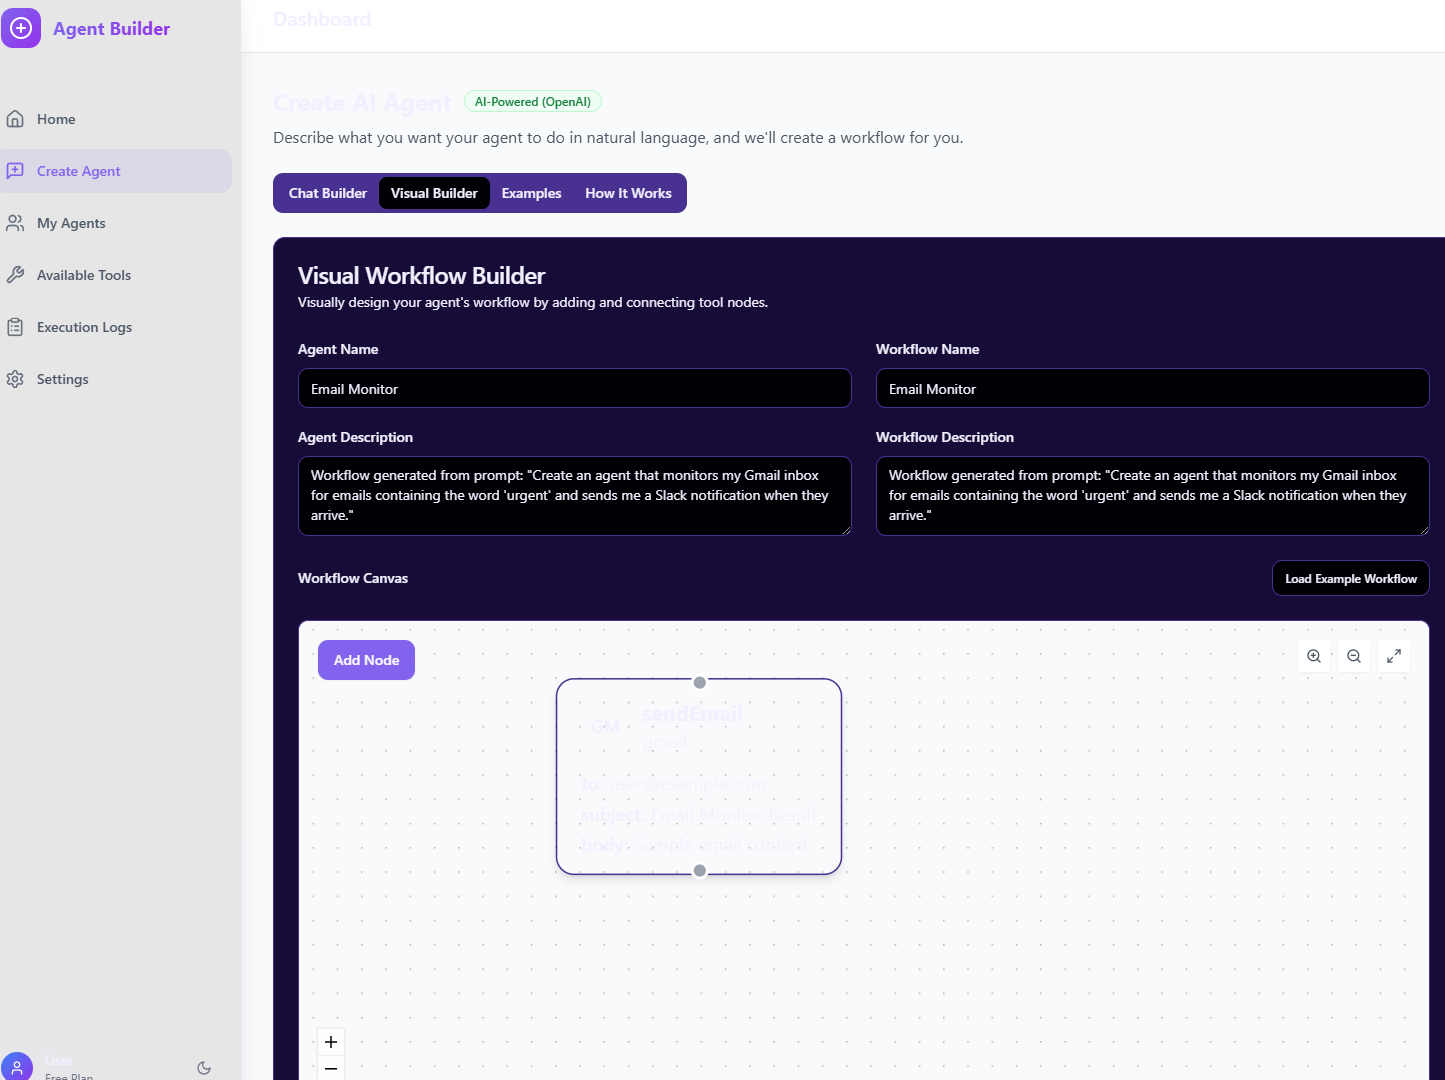 Agent Builder
Dashboard
Home
Create Agent
My Agents
Available Tools
Execution Logs
Settings
User
Free Plan
Create AI Agent
AI-Powered (OpenAI)
Describe what you want your agent to do in natural language, and we'll create a workflow for you.
Chat Builder
Visual Builder
Examples
How It Works
Visual Workflow Builder
Visually design your agent's workflow by adding and connecting tool nodes.
Agent Name
Email Monitor
Workflow Name
Email Monitor
Agent Description
Workflow generated from prompt: "Create an agent that monitors my Gmail inbox
for emails containing the word 'urgent' and sends me a Slack notification when they
arrive."
Workflow Description
Workflow generated from prompt: "Create an agent that monitors my Gmail inbox
for emails containing the word 'urgent' and sends me a Slack notification when they
arrive."
Workflow Canvas
Load Example Workflow
Add Node
GM
sendEmail
gmail
to: user@example.com
subject: Email Monitor Result
body: Sample email content